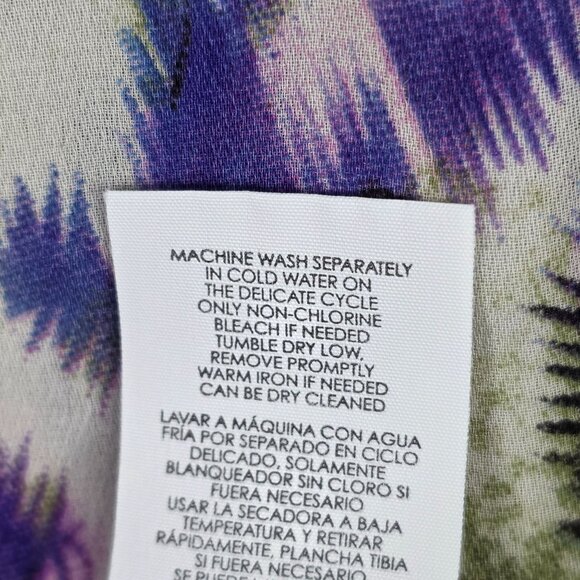 MACHINE WASH SEPARATELY
IN COLD WATER ON
THE DELICATE CYCLE
ONLY NON-CHLORINE
BLEACH IF NEEDED
TUMBLE DRY LOW,
REMOVE PROMPTLY
WARM IRON IF NEEDED
CAN BE DRY CLEANED
LAVAR A MÁQUINA CON AGUA
FRÍA POR SEPARADO EN CICLO
DELICADO, SOLAMENTE
BLANQUEADOR SIN CLORO SI
FUERA NECESARIO
USAR LA SECADORA A BAJA
TEMPERATURA Y RETIRAR
RÁPIDAMENTE, PLANCHA TIBIA
SI FUERA NECESARIO
SE PUEDE